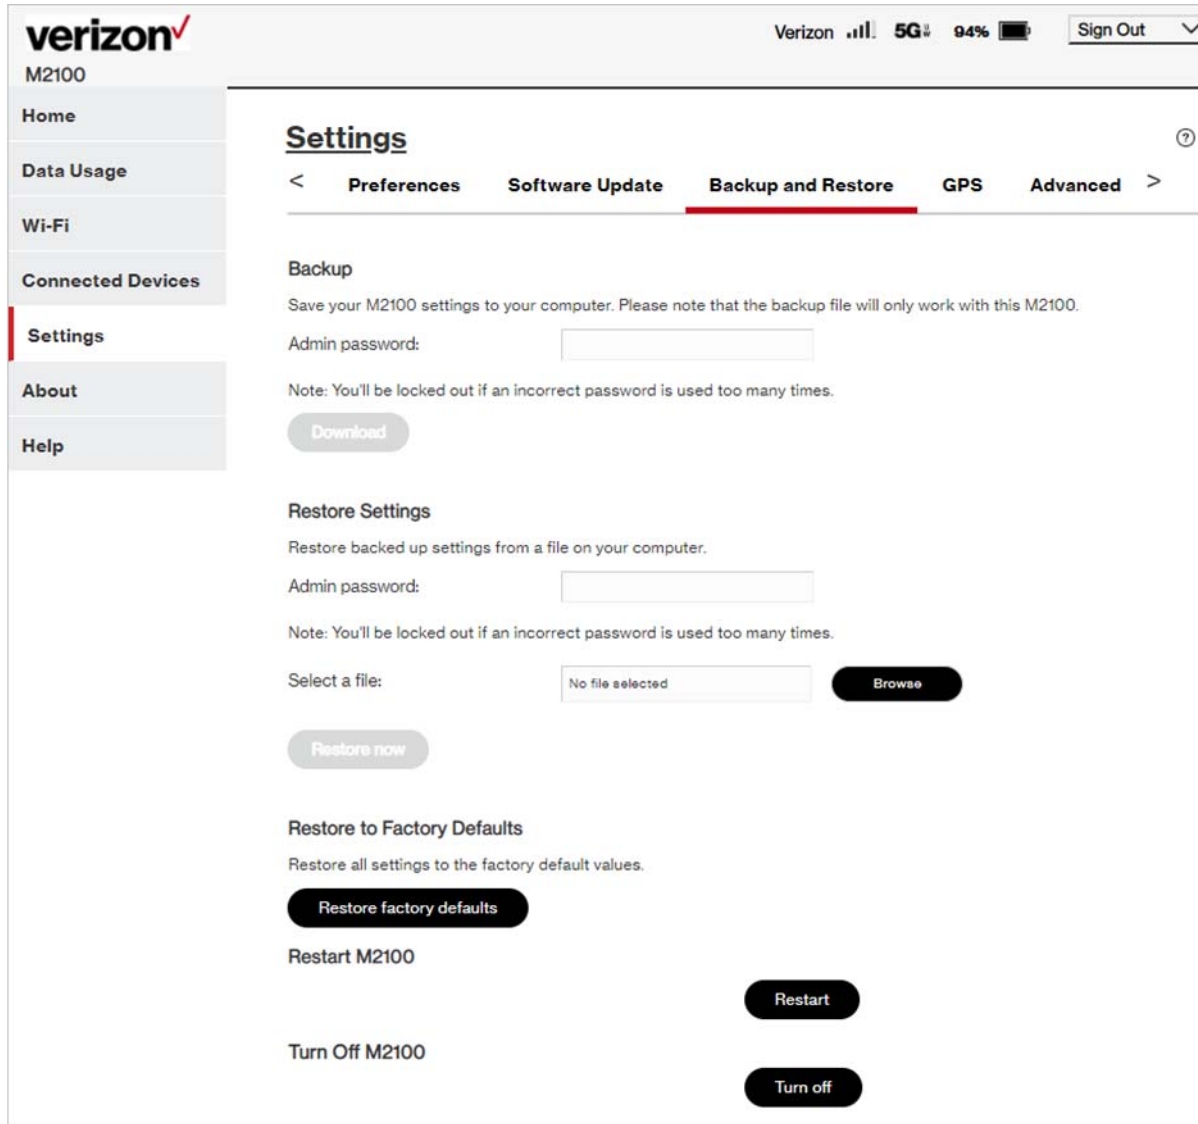 verizon
Verizon 5G UW 94% Sign Out
M2100
Home
Data Usage
Wi-Fi
Connected Devices
Settings
About
Help
Settings
?
< Preferences Software Update Backup and Restore GPS Advanced >
Backup
Save your M2100 settings to your computer. Please note that the backup file will only work with this M2100.
Admin password:
Note: You'll be locked out if an incorrect password is used too many times.
Download
Restore Settings
Restore backed up settings from a file on your computer.
Admin password:
Note: You'll be locked out if an incorrect password is used too many times.
Select a file: No file selected Browse
Restore now
Restore to Factory Defaults
Restore all settings to the factory default values.
Restore factory defaults
Restart M2100
Restart
Turn Off M2100
Turn off